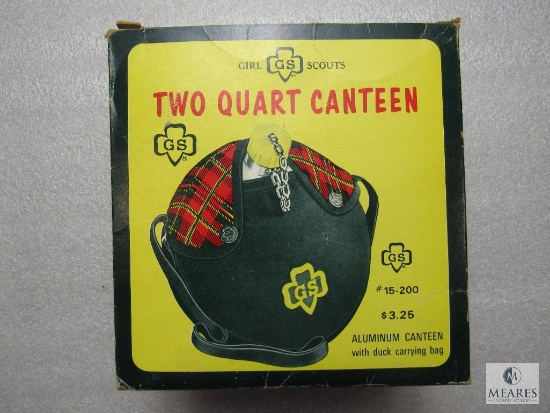 GIRL GS SCOUTS
TWO QUART CANTEEN
GS
GS
GS
# 15-200
$3.25
ALUMINUM CANTEEN
with duck carrying bag
M
MEARES